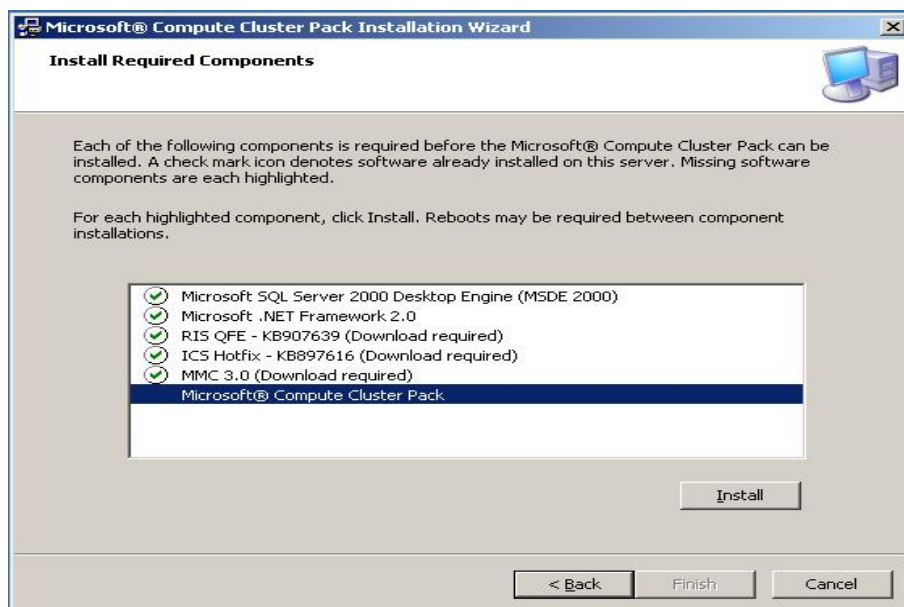 Microsoft® Compute Cluster Pack Installation Wizard
Install Required Components
Each of the following components is required before the Microsoft® Compute Cluster Pack can be
installed. A check mark icon denotes software already installed on this server. Missing software
components are each highlighted.
For each highlighted component, click Install. Reboots may be required between component
installations.
Microsoft SQL Server 2000 Desktop Engine (MSDE 2000)
Microsoft .NET Framework 2.0
RIS QFE - KB907639 (Download required)
ICS Hotfix - KB897616 (Download required)
MMC 3.0 (Download required)
Microsoft® Compute Cluster Pack
Install
< Back Finish Cancel